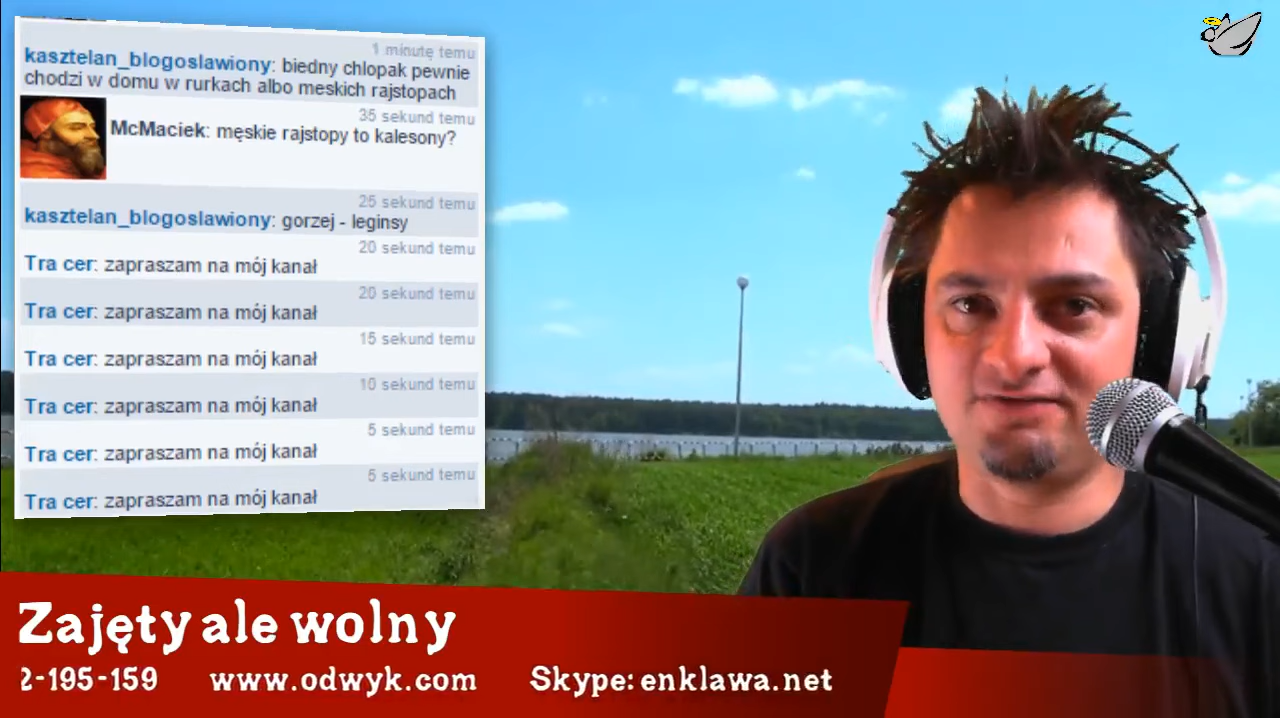 1 minutę temu
kasztelan_blogoslawiony: biedny chlopak pewnie
chodzi w domu w rurkach albo meskich rajstopach
35 sekund temu
McMaciek: męskie rajstopy to kalesony?
25 sekund temu
kasztelan_blogoslawiony: gorzej - leginsy
20 sekund temu
Tra cer: zapraszam na mój kanał
20 sekund temu
Tra cer: zapraszam na mój kanał
15 sekund temu
Tra cer: zapraszam na mój kanał
10 sekund temu
Tra cer: zapraszam na mój kanał
5 sekund temu
Tra cer: zapraszam na mój kanał
5 sekund temu
Tra cer: zapraszam na mój kanał
Zajęty ale wolny
2-195-159 www.odwyk.com Skype: enklawa.net